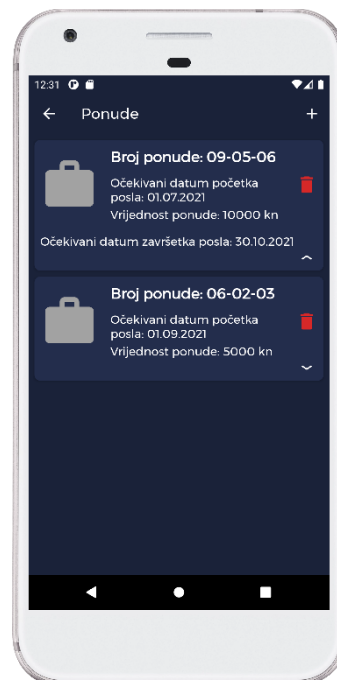 12:31
Ponude
Broj ponude: 09-05-06
Očekivani datum početka
posla: 01.07.2021
Vrijednost ponude: 10000 kn
Očekivani datum završetka posla: 30.10.2021
Broj ponude: 06-02-03
Očekivani datum početka
posla: 01.09.2021
Vrijednost ponude: 5000 kn